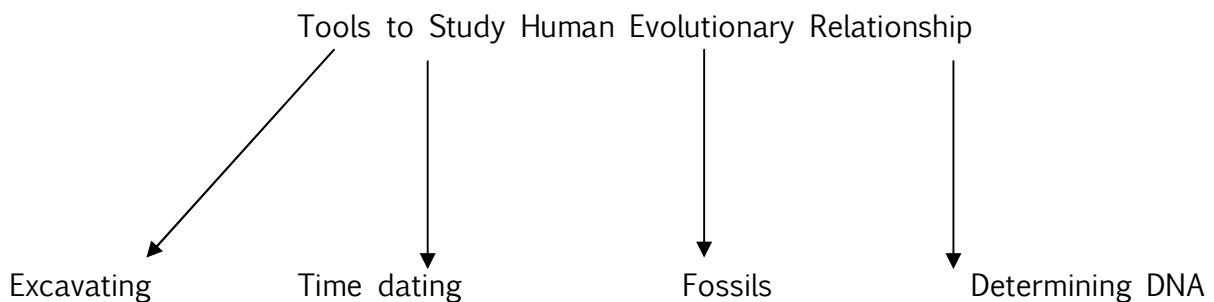 Tools to Study Human Evolutionary Relationship
Excavating Time dating Fossils Determining DNA